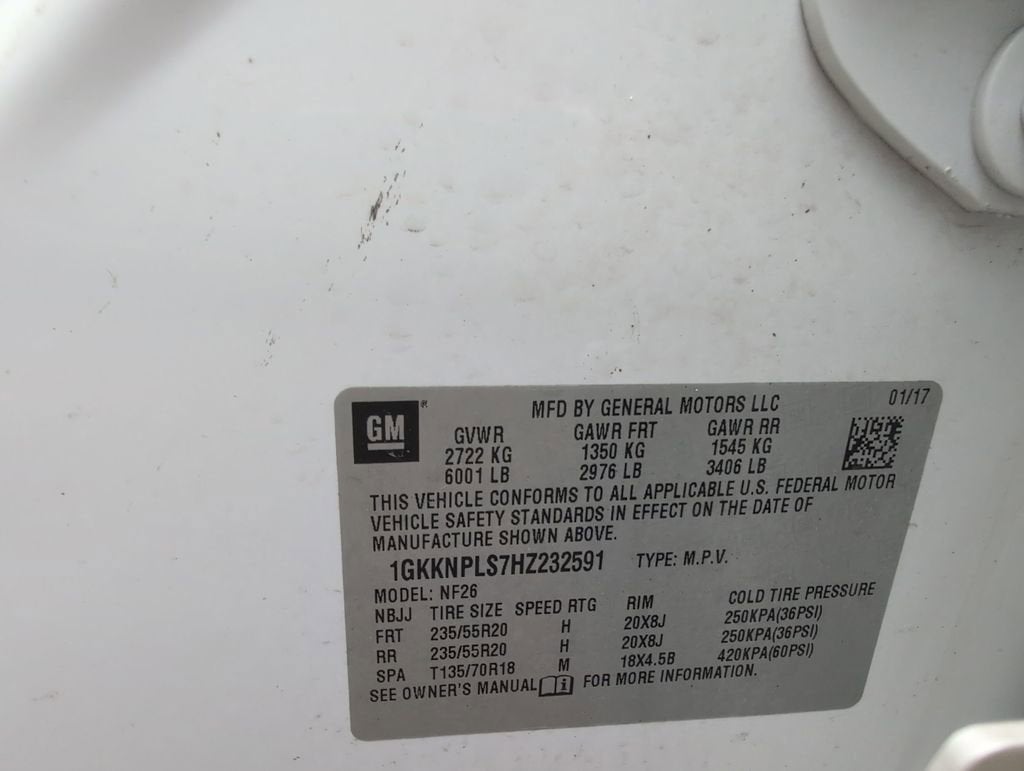 GM®
MFD BY GENERAL MOTORS LLC 01/17
GVWR GAWR FRT GAWR RR
2722 KG 1350 KG 1545 KG
6001 LB 2976 LB 3406 LB
THIS VEHICLE CONFORMS TO ALL APPLICABLE U.S. FEDERAL MOTOR
VEHICLE SAFETY STANDARDS IN EFFECT ON THE DATE OF
MANUFACTURE SHOWN ABOVE.
1GKKNPLS7HZ232591 TYPE: M.P.V.
MODEL: NF26
NBJJ TIRE SIZE SPEED RTG RIM COLD TIRE PRESSURE
FRT 235/55R20 H 20X8J 250KPA(36PSI)
RR 235/55R20 H 20X8J 250KPA(36PSI)
SPA T135/70R18 M 18X4.5B 420KPA(60PSI)
SEE OWNER'S MANUAL FOR MORE INFORMATION.